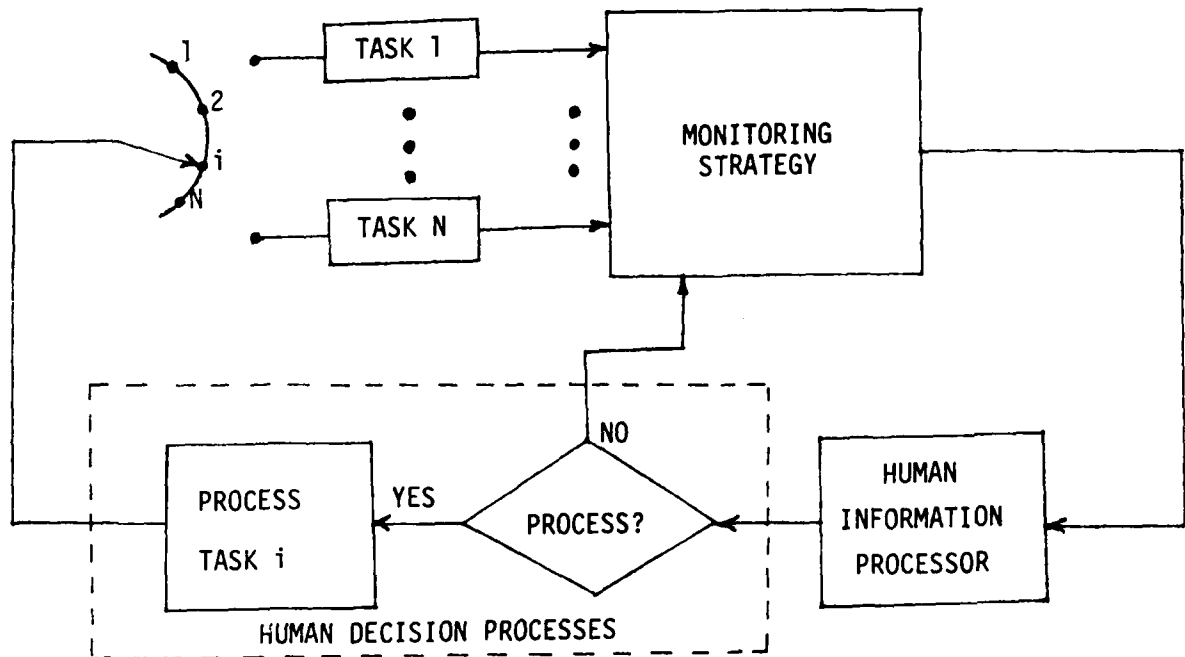 1
2
i
N
TASK 1
TASK N
MONITORING
STRATEGY
NO
YES
PROCESS?
PROCESS
TASK i
HUMAN
INFORMATION
PROCESSOR
HUMAN DECISION PROCESSES